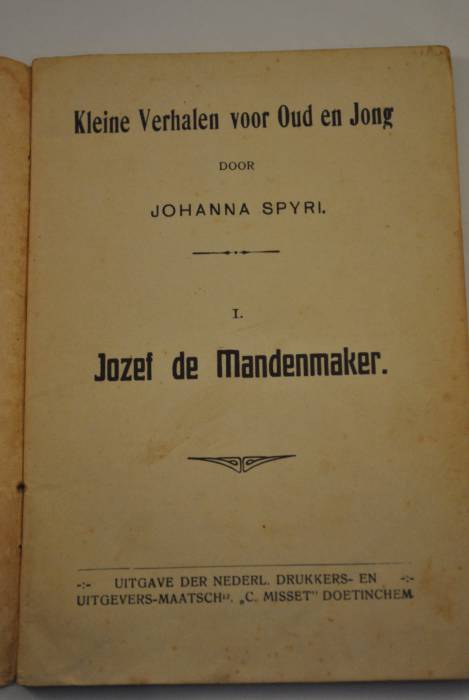 Kleine Verhalen voor Oud en Jong
DOOR
JOHANNA SPYRI.
I.
Jozef de Mandenmaker.
-:- UITGAVE DER NEDERL. DRUKKERS- EN -:-
UITGEVERS-MAATSCHIJ. „C. MISSET" DOETINCHEM